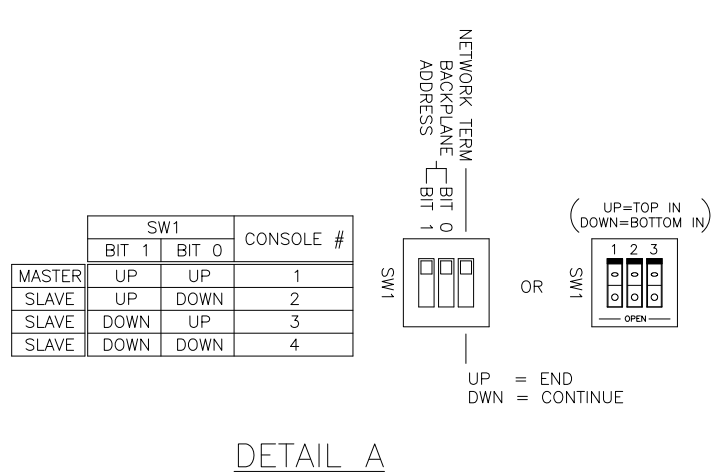 NETWORK TERM
BACKPLANE
ADDRESS
BIT 0
BIT 1
SW1 CONSOLE #
BIT 1 BIT 0
MASTER UP UP 1
SLAVE UP DOWN 2
SLAVE DOWN UP 3
SLAVE DOWN DOWN 4
SW1
OR
(UP=TOP IN
DOWN=BOTTOM IN)
1 2 3
SW1
OPEN
UP = END
DWN = CONTINUE
DETAIL A